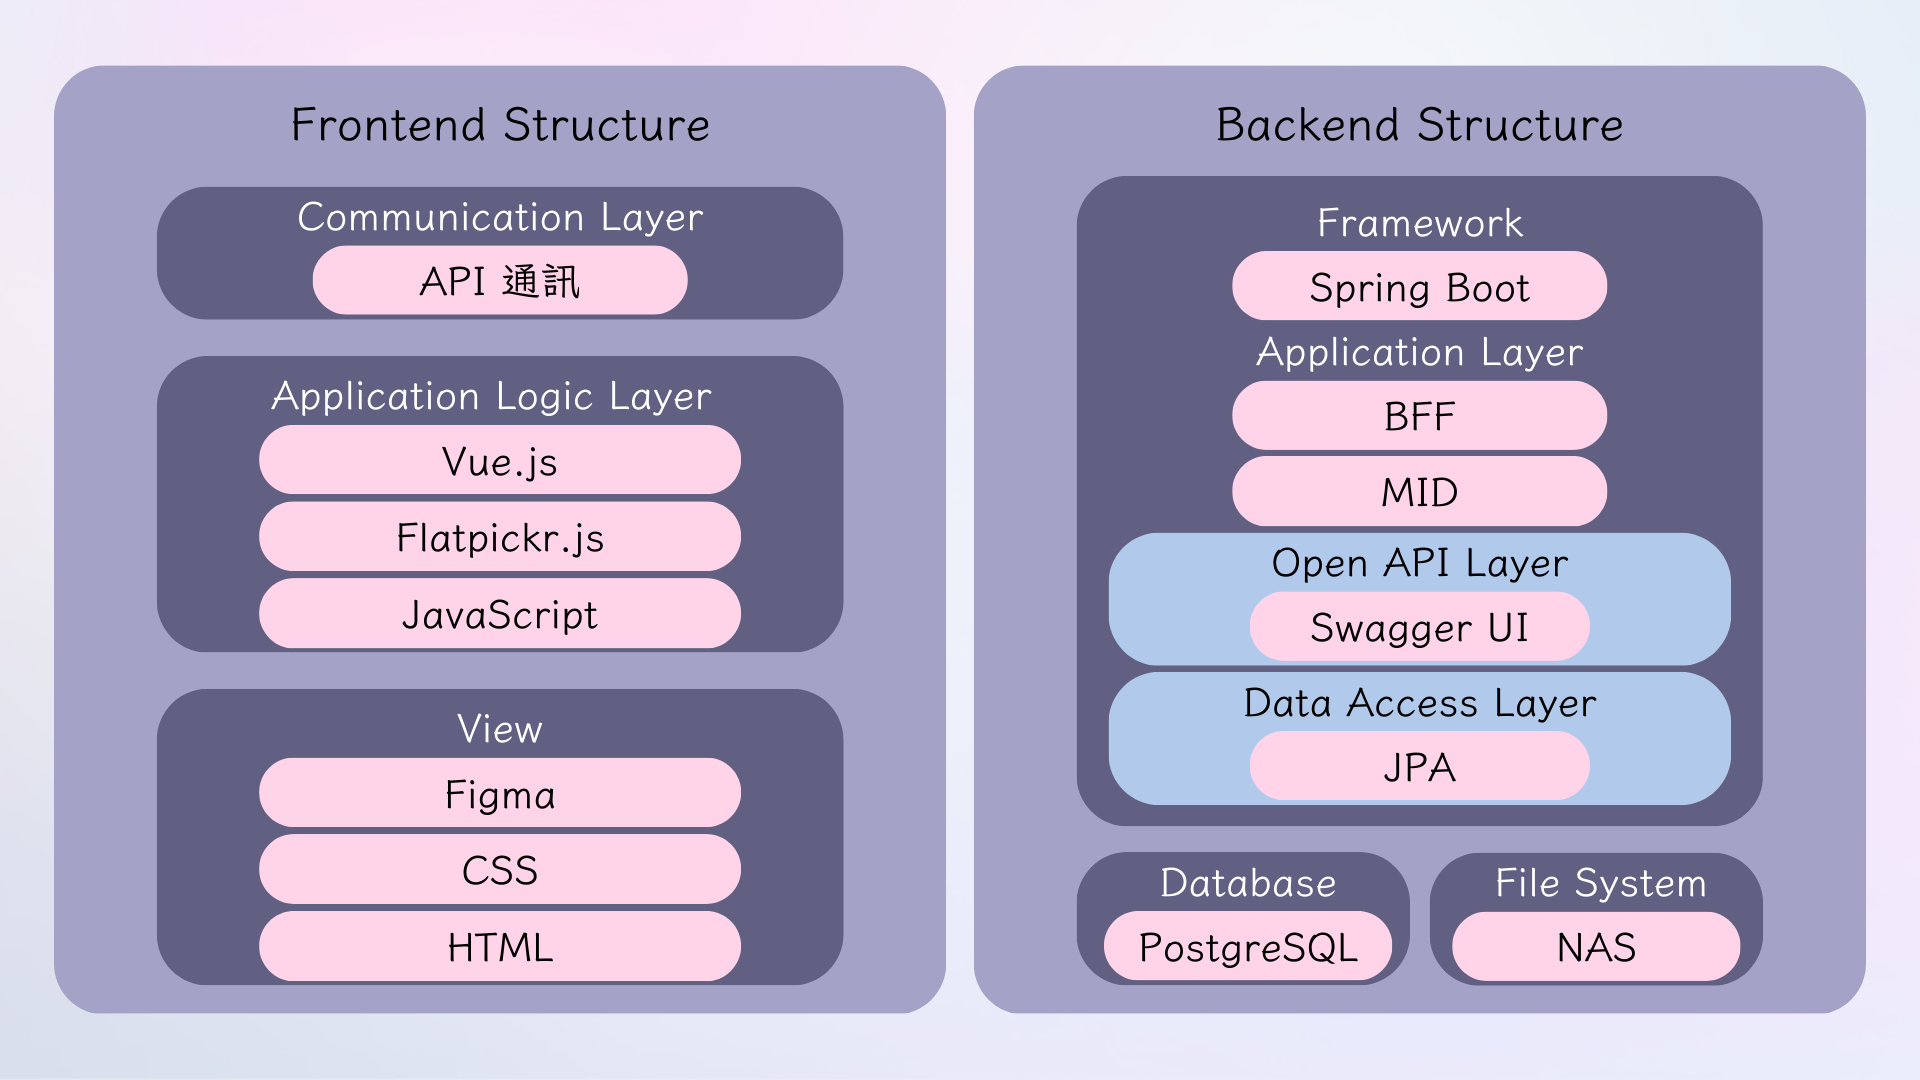 Frontend Structure
Communication Layer
API 通訊
Application Logic Layer
Vue.js
Flatpickr.js
JavaScript
View
Figma
CSS
HTML
Backend Structure
Framework
Spring Boot
Application Layer
BFF
MID
Open API Layer
Swagger UI
Data Access Layer
JPA
Database
PostgreSQL
File System
NAS